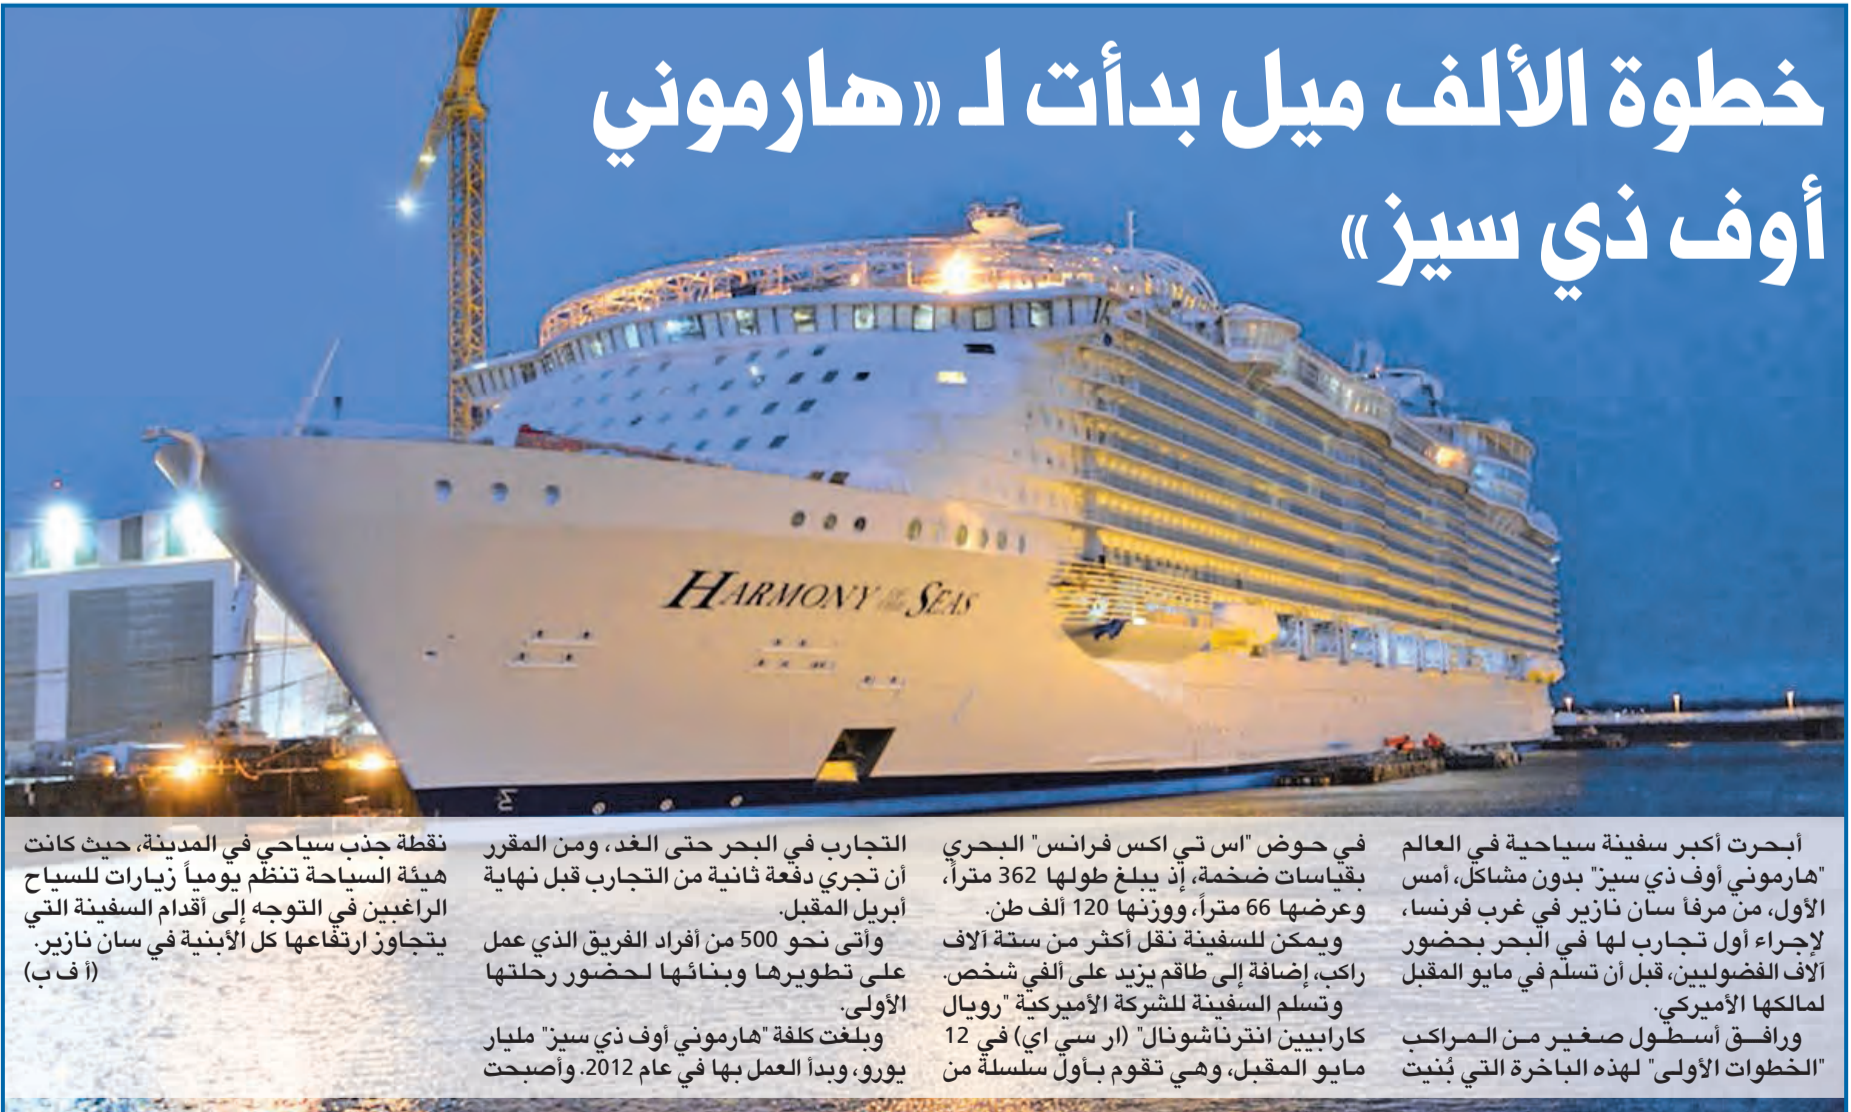 خطوة الألف ميل بدأت لـ «هارموني
أوف ذي سيز»
HARMONY OF THE SEAS
أبحرت أكبر سفينة سياحية في العالم
"هارموني أوف ذي سيز" بدون مشاكل، أمس
الأول، من مرفأ سان نازير في غرب فرنسا،
لإجراء أول تجارب لها في البحر بحضور
آلاف الفضوليين، قبل أن تسلم في مايو المقبل
لمالكها الأميركي.
ورافق أسطول صغير من المراكب
"الخطوات الأولى" لهذه الباخرة التي بُنيت
في حوض "اس تي اكس فرانس" البحري
بقياسات ضخمة، إذ يبلغ طولها 362 متراً،
وعرضها 66 متراً، ووزنها 120 ألف طن.
ويمكن للسفينة نقل أكثر من ستة آلاف
راكب، إضافة إلى طاقم يزيد على ألفي شخص.
وتسلم السفينة للشركة الأميركية "رويال
كارابيين انترناشونال" (ار سي اي) في 12
مايو المقبل، وهي تقوم بأول سلسلة من
التجارب في البحر حتى الغد، ومن المقرر
أن تجري دفعة ثانية من التجارب قبل نهاية
أبريل المقبل.
وأتى نحو 500 من أفراد الفريق الذي عمل
على تطويرها وبنائها لحضور رحلتها
الأولى.
وبلغت كلفة "هارموني أوف ذي سيز" مليار
يورو، وبدأ العمل بها في عام 2012. وأصبحت
نقطة جذب سياحي في المدينة، حيث كانت
هيئة السياحة تنظم يومياً زيارات للسياح
الراغبين في التوجه إلى أقدام السفينة التي
يتجاوز ارتفاعها كل الأبنية في سان نازير.
(أ ف ب)